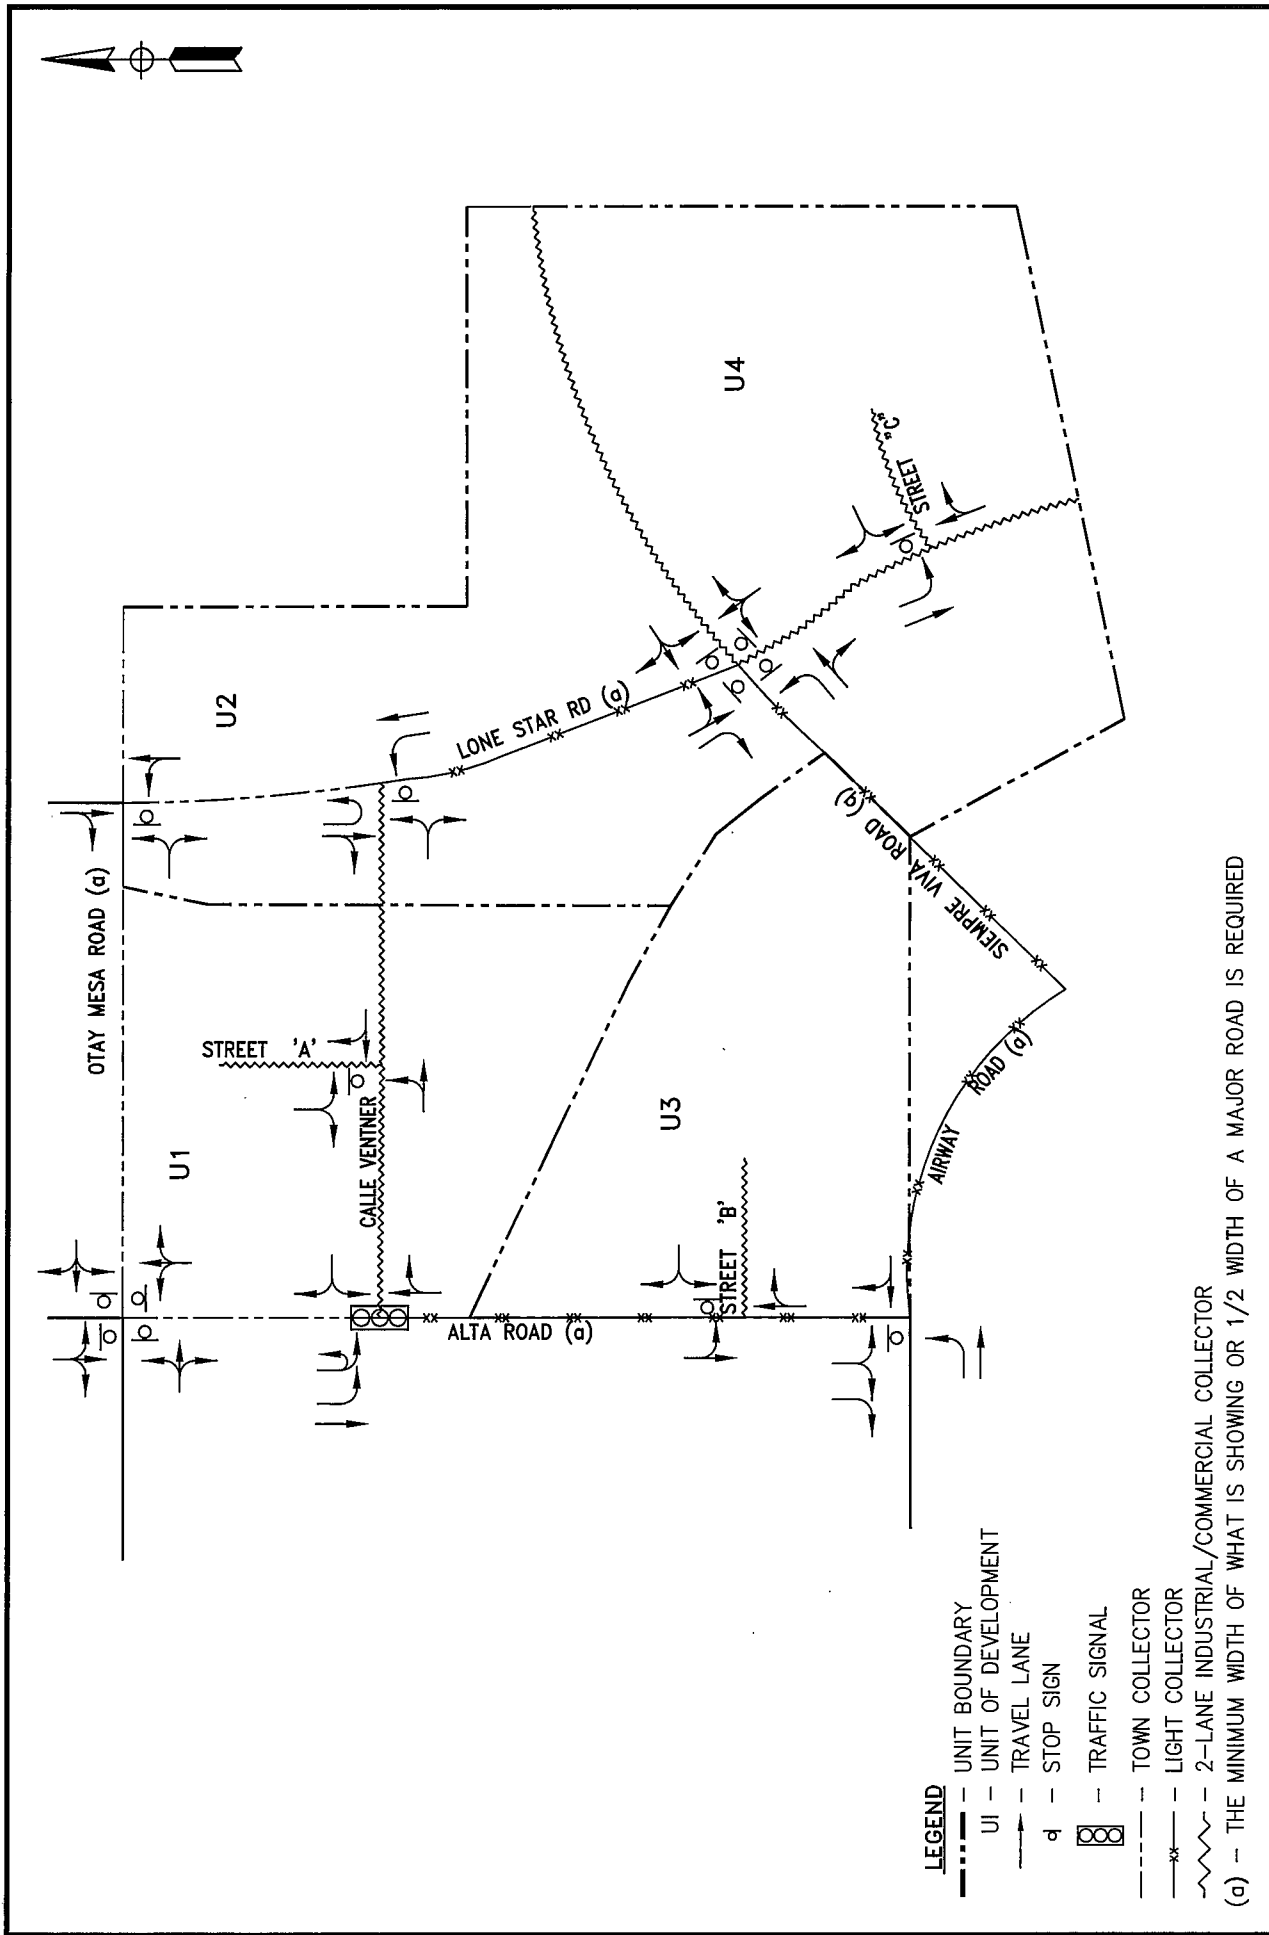 OTAY MESA ROAD (a)
U1
U2
STREET 'A'
CALLE VENTNER
LONE STAR RD (a)
U4
STREET "C"
U3
STREET 'B'
ALTA ROAD (a)
SIEMPRE VIVA ROAD (a)
AIRWAY ROAD (a)
LEGEND
– UNIT BOUNDARY
UI – UNIT OF DEVELOPMENT
– TRAVEL LANE
– STOP SIGN
– TRAFFIC SIGNAL
– TOWN COLLECTOR
– LIGHT COLLECTOR
– 2-LANE INDUSTRIAL/COMMERCIAL COLLECTOR
(a) – THE MINIMUM WIDTH OF WHAT IS SHOWING OR 1/2 WIDTH OF A MAJOR ROAD IS REQUIRED